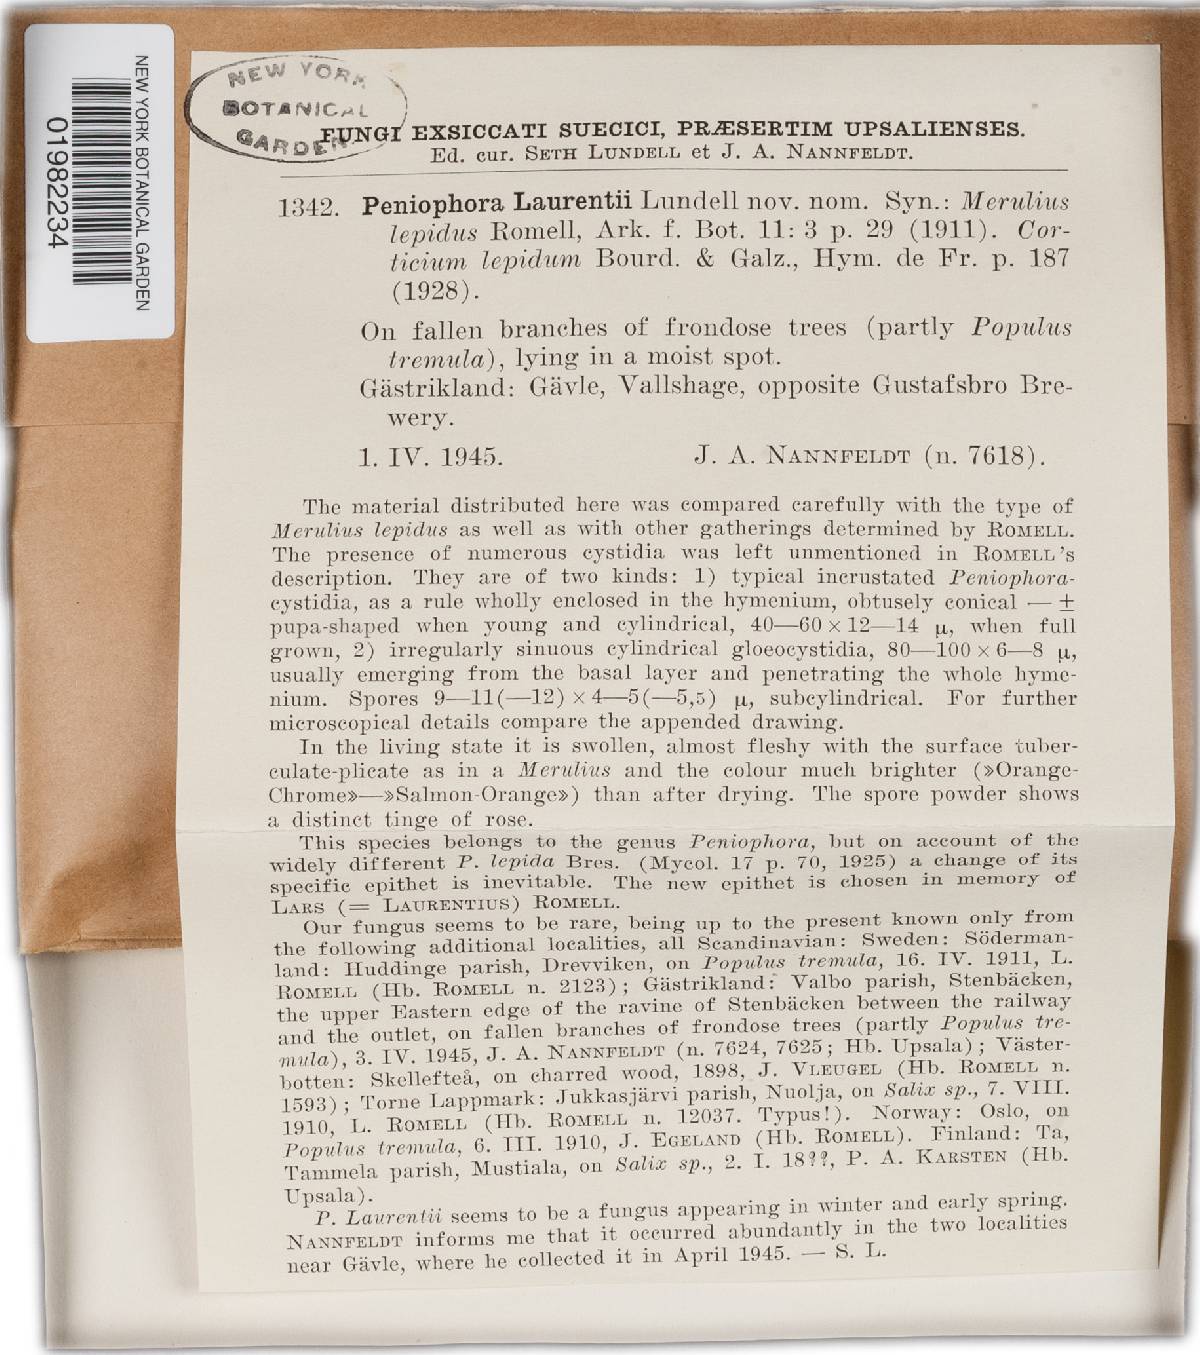 NEW YORK BOTANICAL GARDEN
01982234
NEW YORK
BOTANICAL
GARDEN
FUNGI EXSICCATI SUECICI, PRÆSERTIM UPSALIENSES.
Ed. cur. SETH LUNDELL et J. A. NANNFELDT.
1342. Peniophora Laurentii Lundell nov. nom. Syn.: Merulius
lepidus Romell, Ark. f. Bot. 11: 3 p. 29 (1911). Cor-
ticium lepidum Bourd. & Galz., Hym. de Fr. p. 187
(1928).
On fallen branches of frondose trees (partly Populus
tremula), lying in a moist spot.
Gästrikland: Gävle, Vallshage, opposite Gustafsbro Bre-
wery.
1. IV. 1945. J. A. NANNFELDT (n. 7618).
The material distributed here was compared carefully with the type of
Merulius lepidus as well as with other gatherings determined by ROMELL.
The presence of numerous cystidia was left unmentioned in ROMELL's
description. They are of two kinds: 1) typical incrustated Peniophora-
cystidia, as a rule wholly enclosed in the hymenium, obtusely conical — ±
pupa-shaped when young and cylindrical, 40—60 × 12—14 µ, when full
grown, 2) irregularly sinuous cylindrical gloeocystidia, 80—100 × 6—8 µ,
usually emerging from the basal layer and penetrating the whole hyme-
nium. Spores 9—11(—12) × 4—5(—5,5) µ, subcylindrical. For further
microscopical details compare the appended drawing.
In the living state it is swollen, almost fleshy with the surface tuber-
culate-plicate as in a Merulius and the colour much brighter (»Orange-
Chrome»—»Salmon-Orange») than after drying. The spore powder shows
a distinct tinge of rose.
This species belongs to the genus Peniophora, but on account of the
widely different P. lepida Bres. (Mycol. 17 p. 70, 1925) a change of its
specific epithet is inevitable. The new epithet is chosen in memory of
LARS (= LAURENTIUS) ROMELL.
Our fungus seems to be rare, being up to the present known only from
the following additional localities, all Scandinavian: Sweden: Söderman-
land: Huddinge parish, Drevviken, on Populus tremula, 16. IV. 1911, L.
ROMELL (Hb. ROMELL n. 2123); Gästrikland: Valbo parish, Stenbäcken,
the upper Eastern edge of the ravine of Stenbäcken between the railway
and the outlet, on fallen branches of frondose trees (partly Populus tre-
mula), 3. IV. 1945, J. A. NANNFELDT (n. 7624, 7625; Hb. Upsala); Väster-
botten: Skellefteå, on charred wood, 1898, J. VLEUGEL (Hb. ROMELL n.
1593); Torne Lappmark: Jukkasjärvi parish, Nuolja, on Salix sp., 7. VIII.
1910, L. ROMELL (Hb. ROMELL n. 12037. Typus!). Norway: Oslo, on
Populus tremula, 6. III. 1910, J. EGELAND (Hb. ROMELL). Finland: Ta,
Tammela parish, Mustiala, on Salix sp., 2. I. 18??, P. A. KARSTEN (Hb.
Upsala).
P. Laurentii seems to be a fungus appearing in winter and early spring.
NANNFELDT informs me that it occurred abundantly in the two localities
near Gävle, where he collected it in April 1945. — S. L.